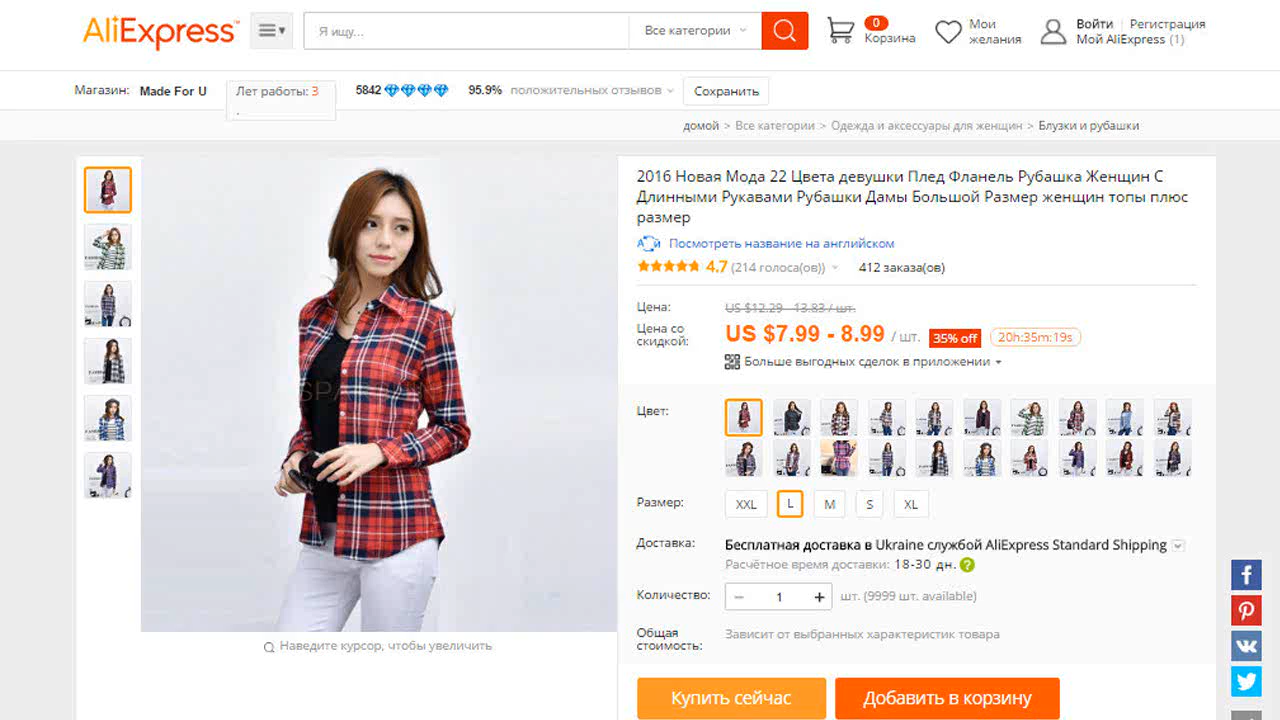 AliExpress™
Я ищу...
Все категории
0
Корзина
Мои
желания
Войти | Регистрация
Мой AliExpress (1)
Магазин: Made For U
Лет работы: 3
.
5842
95.9% положительных отзывов
Сохранить
домой > Все категории > Одежда и аксессуары для женщин > Блузки и рубашки
2016 Новая Мода 22 Цвета девушки Плед Фланель Рубашка Женщин С
Длинными Рукавами Рубашки Дамы Большой Размер женщин топы плюс
размер
Посмотреть название на английском
4.7 (214 голоса(ов)) 412 заказа(ов)
Цена: US $12.29 - 13.83 / шт.
Цена со
скидкой:
US $7.99 - 8.99 / шт. 35% off 20h:35m:19s
Больше выгодных сделок в приложении
Цвет:
Размер: XXL L M S XL
Доставка: Бесплатная доставка в Ukraine службой AliExpress Standard Shipping
Расчётное время доставки: 18-30 дн. ?
Количество: − 1 + шт. (9999 шт. available)
Общая
стоимость:
Зависит от выбранных характеристик товара
Наведите курсор, чтобы увеличить
Купить сейчас
Добавить в корзину